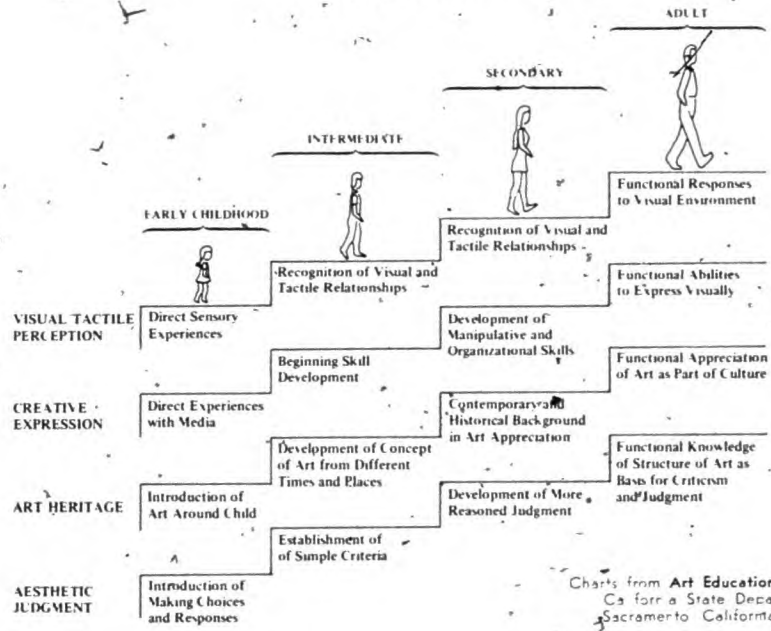 ADULT
SECONDARY
INTERMEDIATE
EARLY CHILDHOOD
Functional Responses
to Visual Environment
Recognition of Visual and
Tactile Relationships
Recognition of Visual and
Tactile Relationships
VISUAL TACTILE
PERCEPTION
Direct Sensory
Experiences
Functional Abilities
to Express Visually
Development of
Manipulative and
Organizational Skills
Beginning Skill
Development
CREATIVE
EXPRESSION
Direct Experiences
with Media
Functional Appreciation
of Art as Part of Culture
Contemporary and
Historical Background
in Art Appreciation
Development of Concept
of Art from Different
Times and Places
ART HERITAGE
Introduction of
Art Around Child
Functional Knowledge
of Structure of Art as
Basis for Criticism
and Judgment
Development of More
Reasoned Judgment
Establishment of
of Simple Criteria
AESTHETIC
JUDGMENT
Introduction of
Making Choices
and Responses
Charts from Art Education
State
Sacramento